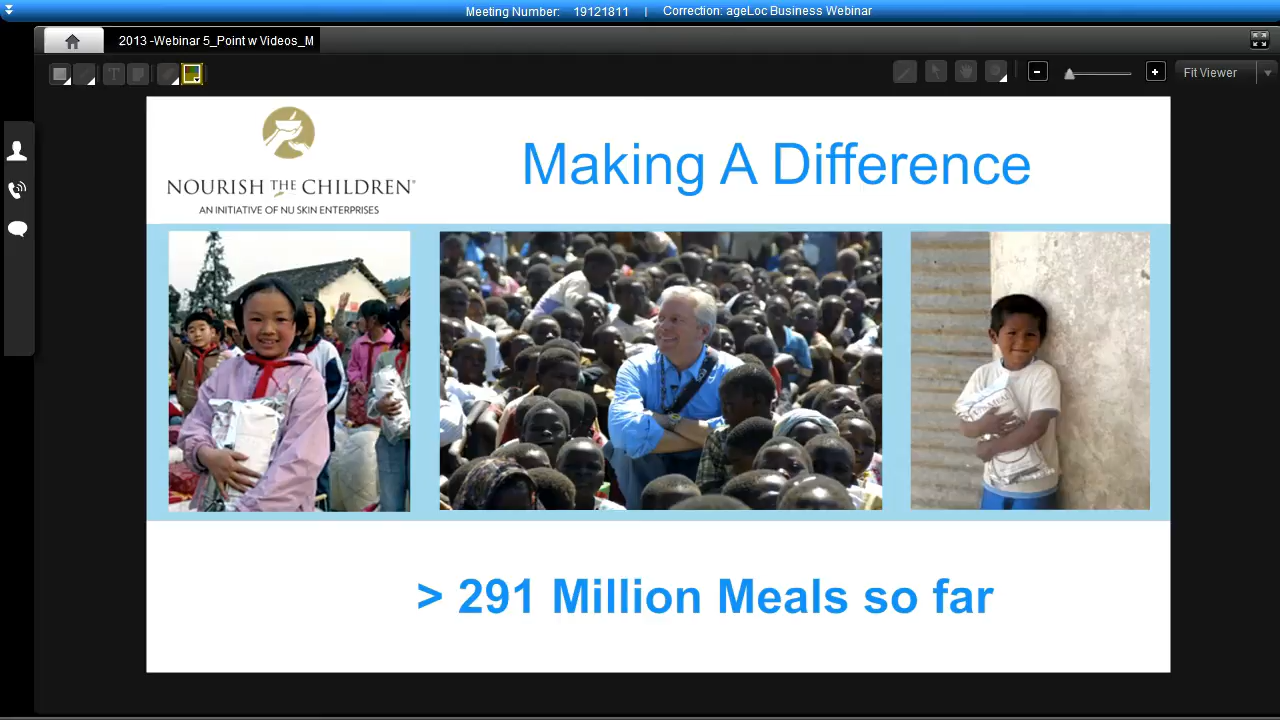 Meeting Number: 19121811 | Correction: ageLoc Business Webinar
2013 -Webinar 5_Point w Videos_M
T
Fit Viewer
NOURISH THE CHILDREN®
AN INITIATIVE OF NU SKIN ENTERPRISES
Making A Difference
> 291 Million Meals so far